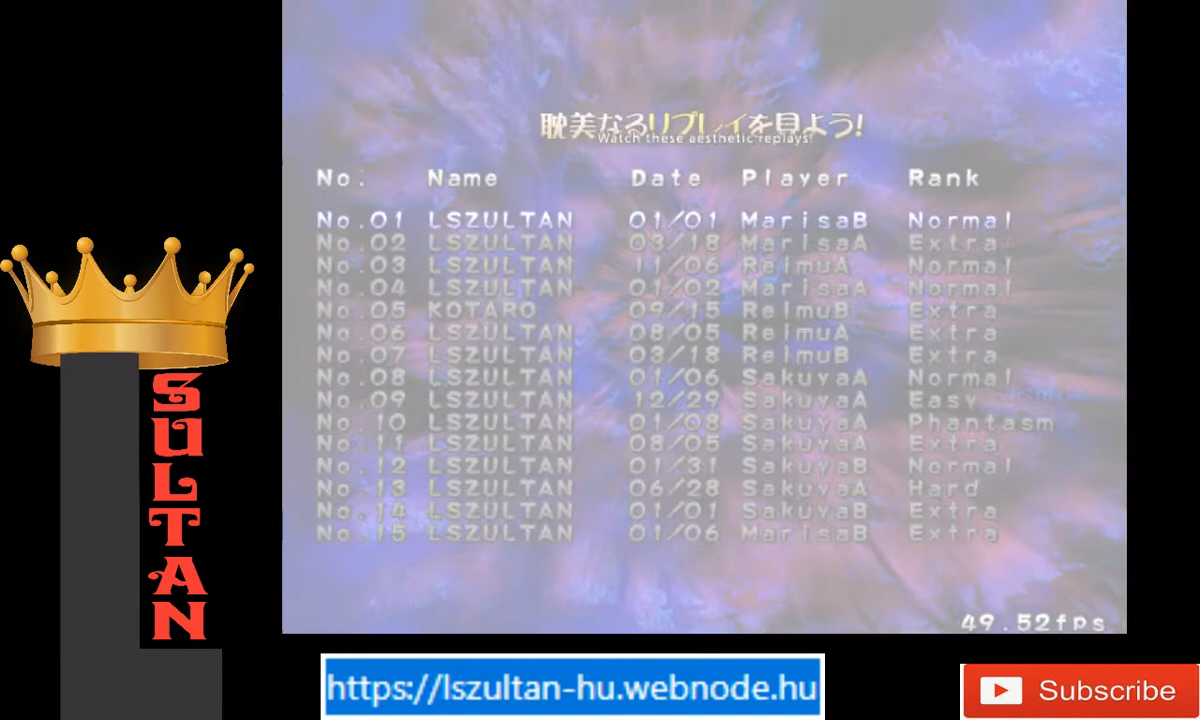 耽美なるリプレイを見よう!
Watch these aesthetic replays!
No. Name Date Player Rank
No.01 LSZULTAN 01/01 MarisaB Normal
No.02 LSZULTAN 03/18 MarisaA Extra
No.03 LSZULTAN 11/06 ReimuA Normal
No.04 LSZULTAN 01/02 MarisaA Normal
No.05 KOTARO 09/15 ReimuB Extra
No.06 LSZULTAN 08/05 ReimuA Extra
No.07 LSZULTAN 03/18 ReimuB Extra
No.08 LSZULTAN 01/06 SakuyaA Normal
No.09 LSZULTAN 12/29 SakuyaA Easy
No.10 LSZULTAN 01/08 SakuyaA Phantasm
No.11 LSZULTAN 08/05 SakuyaA Extra
No.12 LSZULTAN 01/31 SakuyaB Normal
No.13 LSZULTAN 06/28 SakuyaA Hard
No.14 LSZULTAN 01/01 SakuyaB Extra
No.15 LSZULTAN 01/06 MarisaB Extra
49.52fps
L SULTAN
https://lszultan-hu.webnode.hu
Subscribe